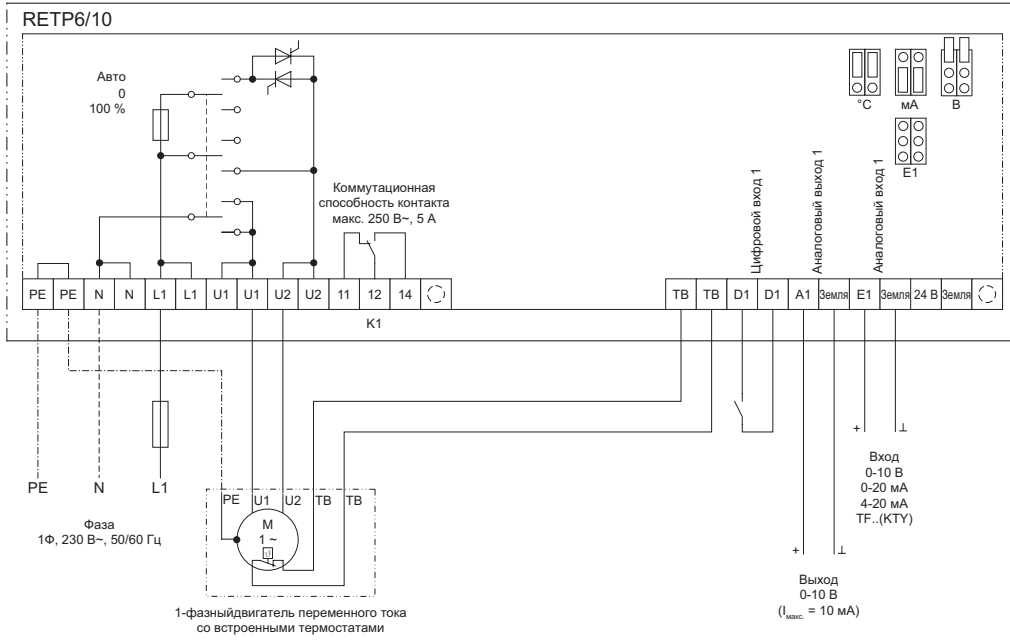 RETP6/10
Авто
0
100 %
°C
мА
В
E1
Коммутационная
способность контакта
макс. 250 В~, 5 А
Цифровой вход 1
Аналоговый выход 1
Аналоговый вход 1
PE PE N N L1 L1 U1 U1 U2 U2 11 12 14
TB TB D1 D1 A1 Земля E1 Земля 24 В Земля
K1
PE N L1
Фаза
1Ф, 230 В~, 50/60 Гц
PE U1 U2 TB TB
M
1 ~
1-фазныйдвигатель переменного тока
со встроенными термостатами
+ ⊥
Вход
0-10 В
0-20 мА
4-20 мА
TF..(KTY)
+ ⊥
Выход
0-10 В
(Iмакс. = 10 мА)